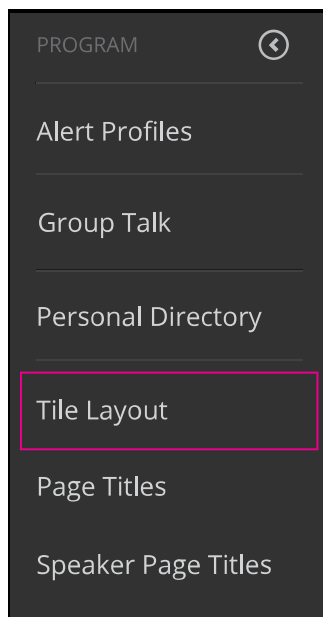 PROGRAM
Alert Profiles
Group Talk
Personal Directory
Tile Layout
Page Titles
Speaker Page Titles